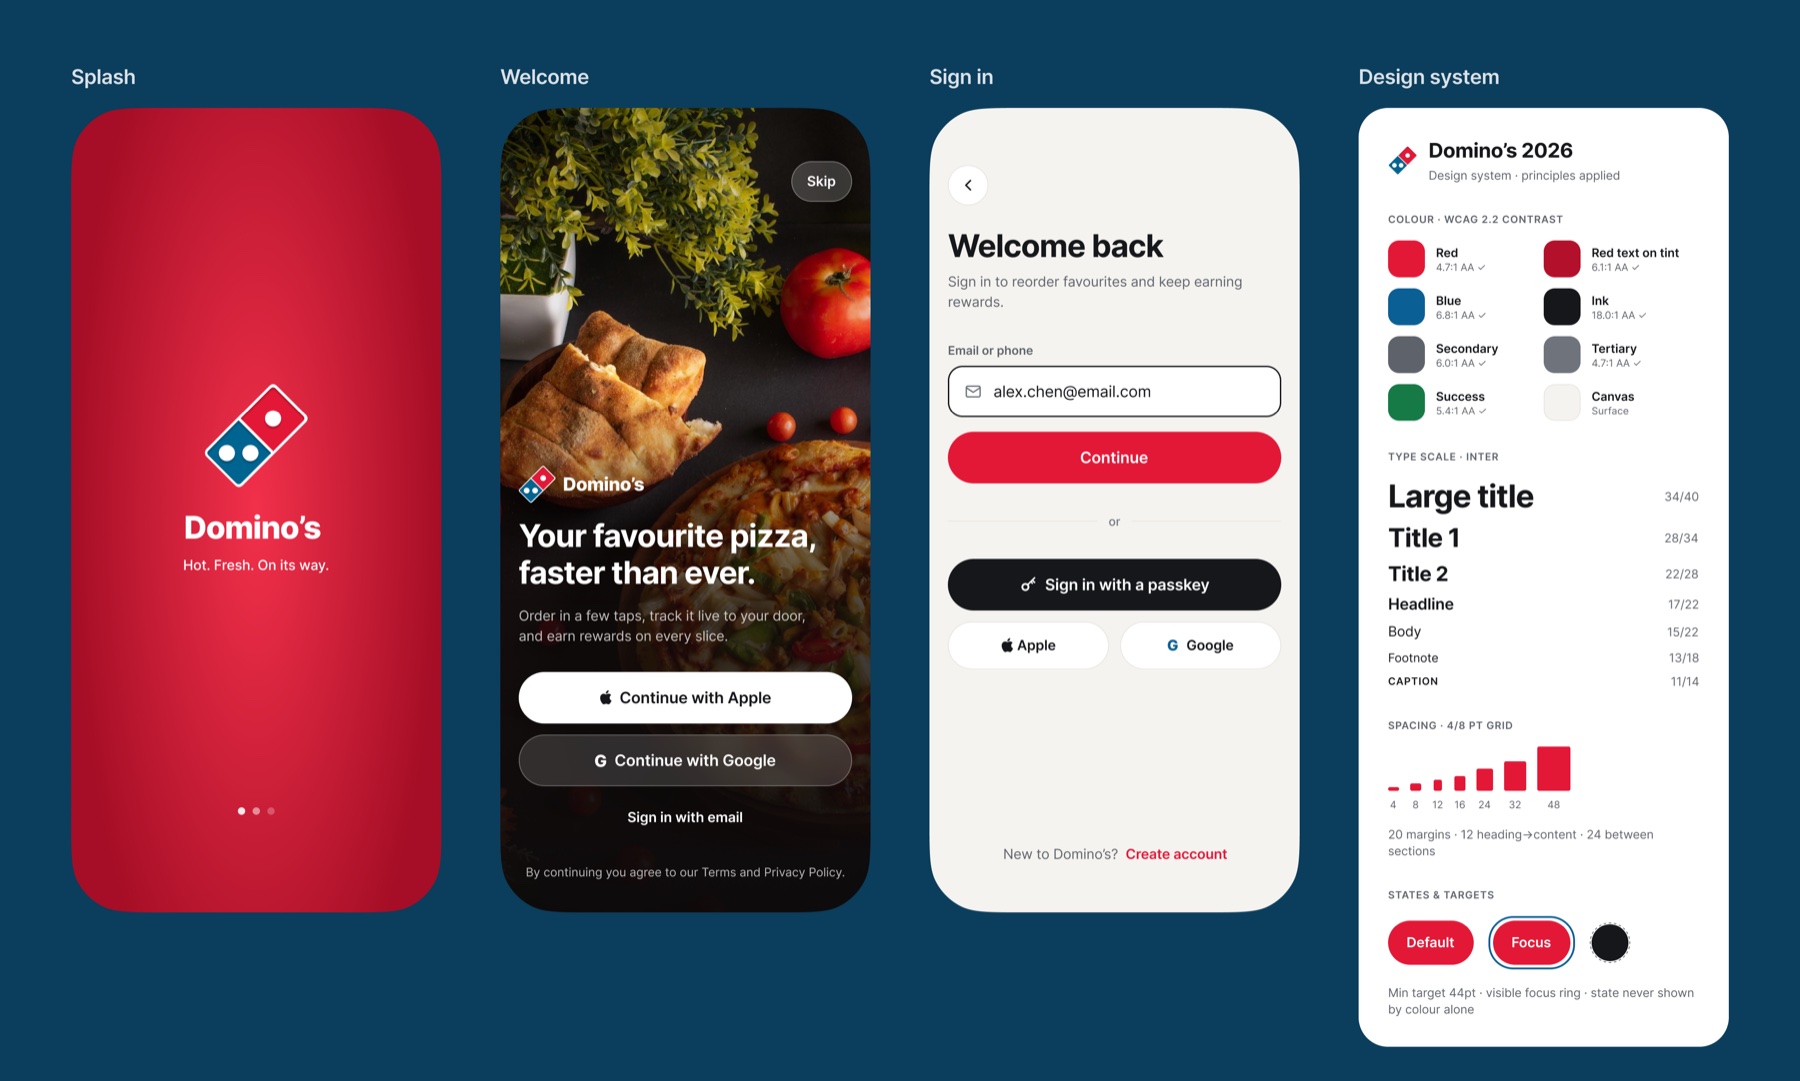 Splash
Domino's
Hot. Fresh. On its way.
Welcome
Skip
Domino's
Your favourite pizza,
faster than ever.
Order in a few taps, track it live to your door,
and earn rewards on every slice.
Continue with Apple
G Continue with Google
Sign in with email
By continuing you agree to our Terms and Privacy Policy.
Sign in
Welcome back
Sign in to reorder favourites and keep earning
rewards.
Email or phone
alex.chen@email.com
Continue
or
Sign in with a passkey
Apple
G Google
New to Domino's? Create account
Design system
Domino's 2026
Design system · principles applied
COLOUR · WCAG 2.2 CONTRAST
Red
4.7:1 AA ✓
Red text on tint
6.1:1 AA ✓
Blue
6.8:1 AA ✓
Ink
18.0:1 AA ✓
Secondary
6.0:1 AA ✓
Tertiary
4.7:1 AA ✓
Success
5.4:1 AA ✓
Canvas
Surface
TYPE SCALE · INTER
Large title 34/40
Title 1 28/34
Title 2 22/28
Headline 17/22
Body 15/22
Footnote 13/18
CAPTION 11/14
SPACING · 4/8 PT GRID
4 8 12 16 24 32 48
20 margins · 12 heading→content · 24 between
sections
STATES & TARGETS
Default
Focus
Min target 44pt · visible focus ring · state never shown
by colour alone